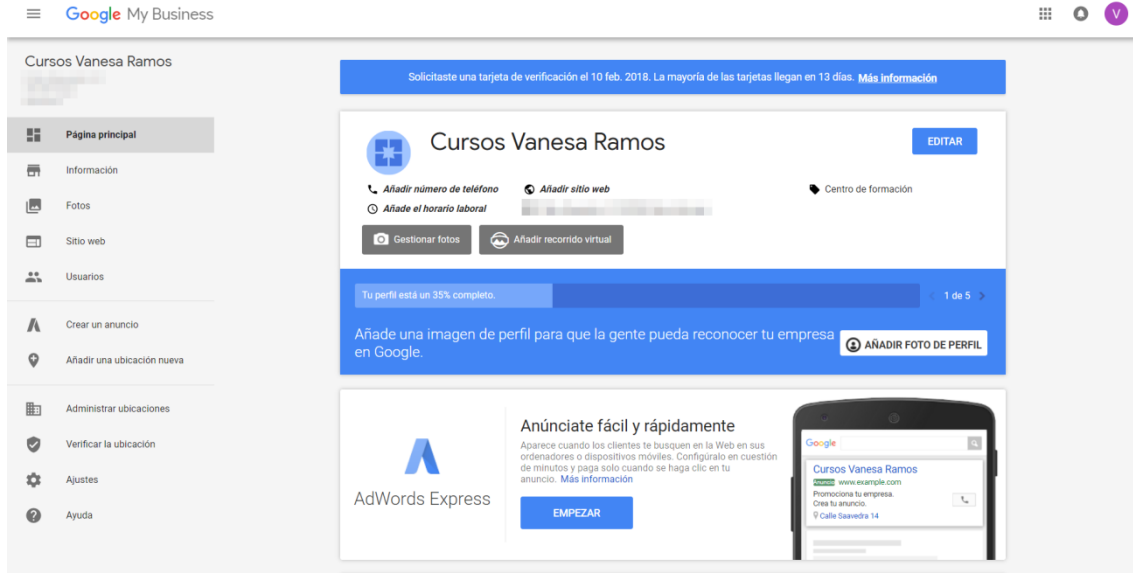 Google My Business
V
Cursos Vanesa Ramos
Página principal
Información
Fotos
Sitio web
Usuarios
Crear un anuncio
Añadir una ubicación nueva
Administrar ubicaciones
Verificar la ubicación
Ajustes
Ayuda
Solicitaste una tarjeta de verificación el 10 feb. 2018. La mayoría de las tarjetas llegan en 13 días. Más información
Cursos Vanesa Ramos
EDITAR
Añadir número de teléfono
Añadir sitio web
Centro de formación
Añade el horario laboral
Gestionar fotos
Añadir recorrido virtual
Tu perfil está un 35% completo.
1 de 5
Añade una imagen de perfil para que la gente pueda reconocer tu empresa
en Google.
AÑADIR FOTO DE PERFIL
AdWords Express
Anúnciate fácil y rápidamente
Aparece cuando los clientes te busquen en la Web en sus
ordenadores o dispositivos móviles. Configúralo en cuestión
de minutos y paga solo cuando se haga clic en tu
anuncio. Más información
EMPEZAR
Google
Cursos Vanesa Ramos
Anuncio www.example.com
Promociona tu empresa.
Crea tu anuncio.
Calle Saavedra 14